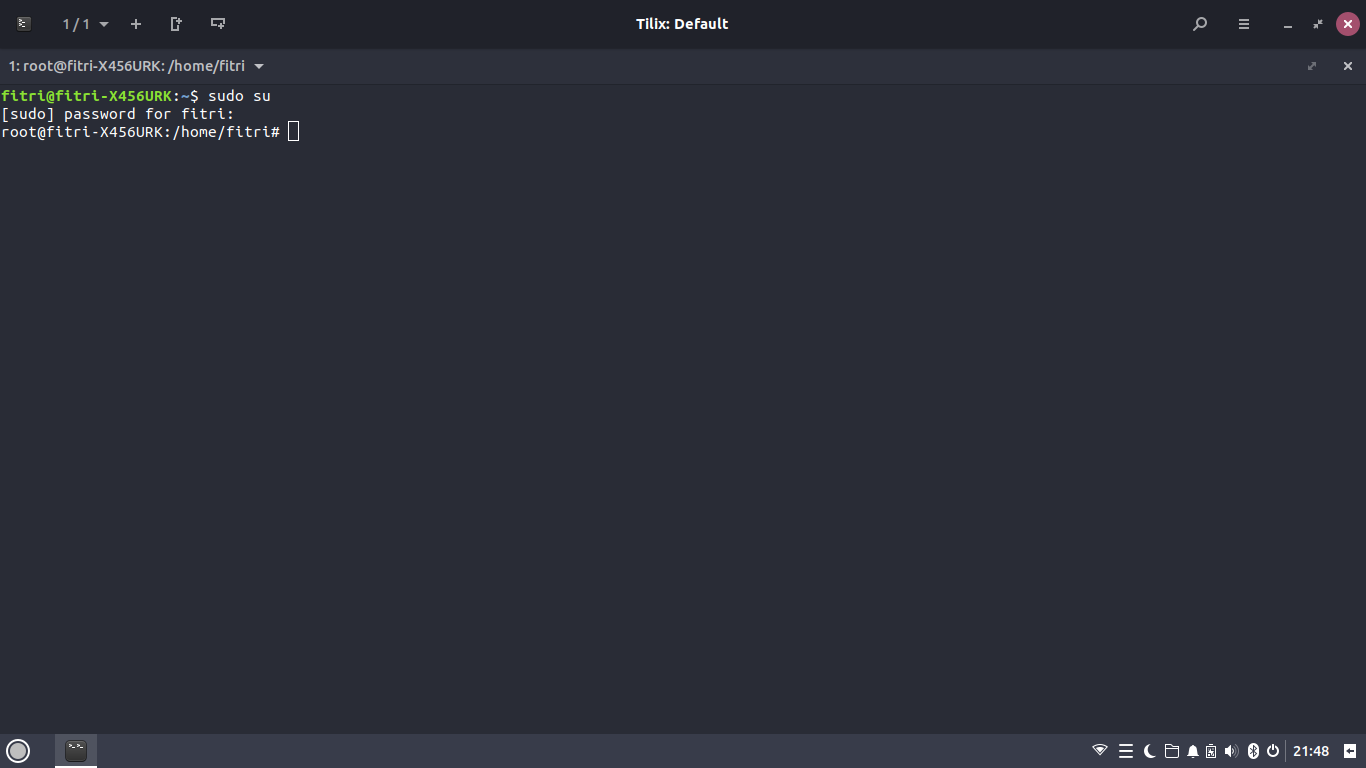 1 / 1
Tilix: Default
1: root@fitri-X456URK: /home/fitri
fitri@fitri-X456URK:~$ sudo su
[sudo] password for fitri:
root@fitri-X456URK:/home/fitri#
21:48